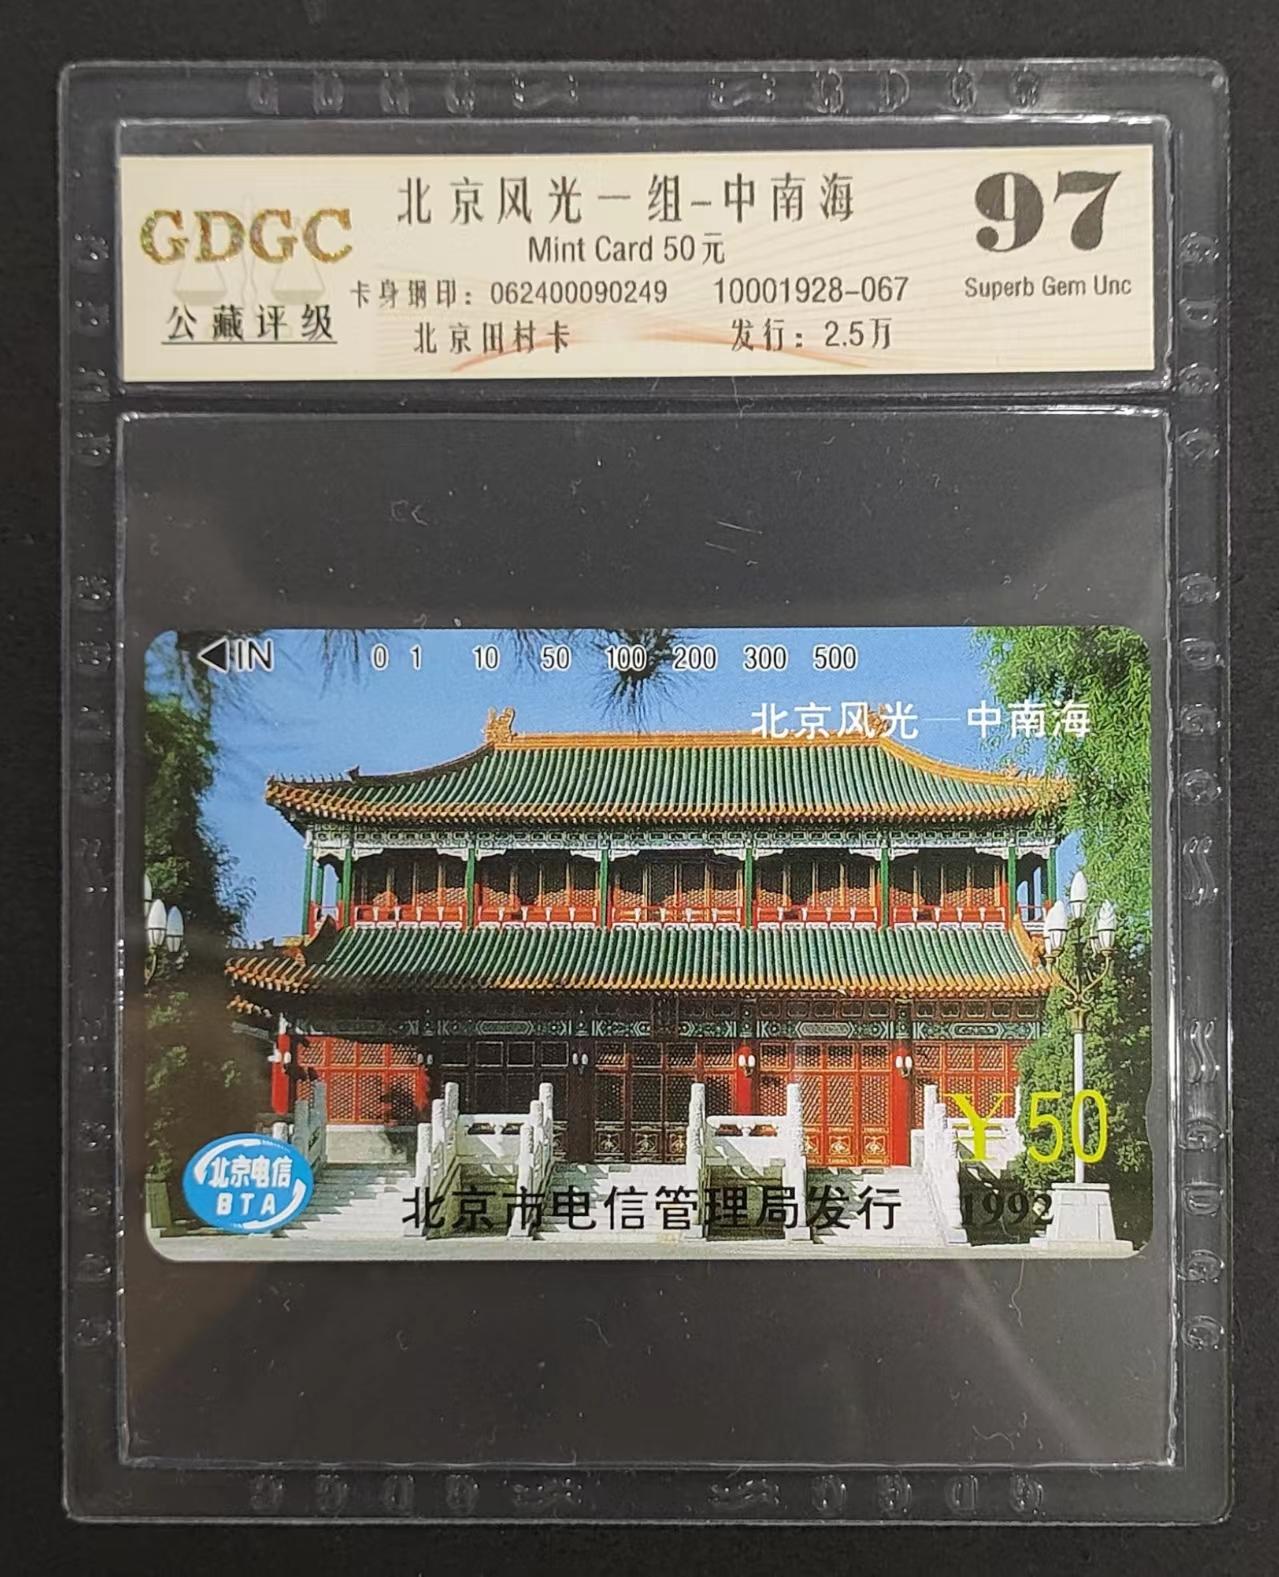 北京风光一组-中南海
Mint Card 50元
GDGC
公藏评级
卡身钢印：062400090249 10001928-067
北京田村卡 发行：2.5万
97
Superb Gem Unc
◀IN 0 1 10 50 100 200 300 500
北京风光—中南海
¥50
北京电信
BTA
北京市电信管理局发行 1992